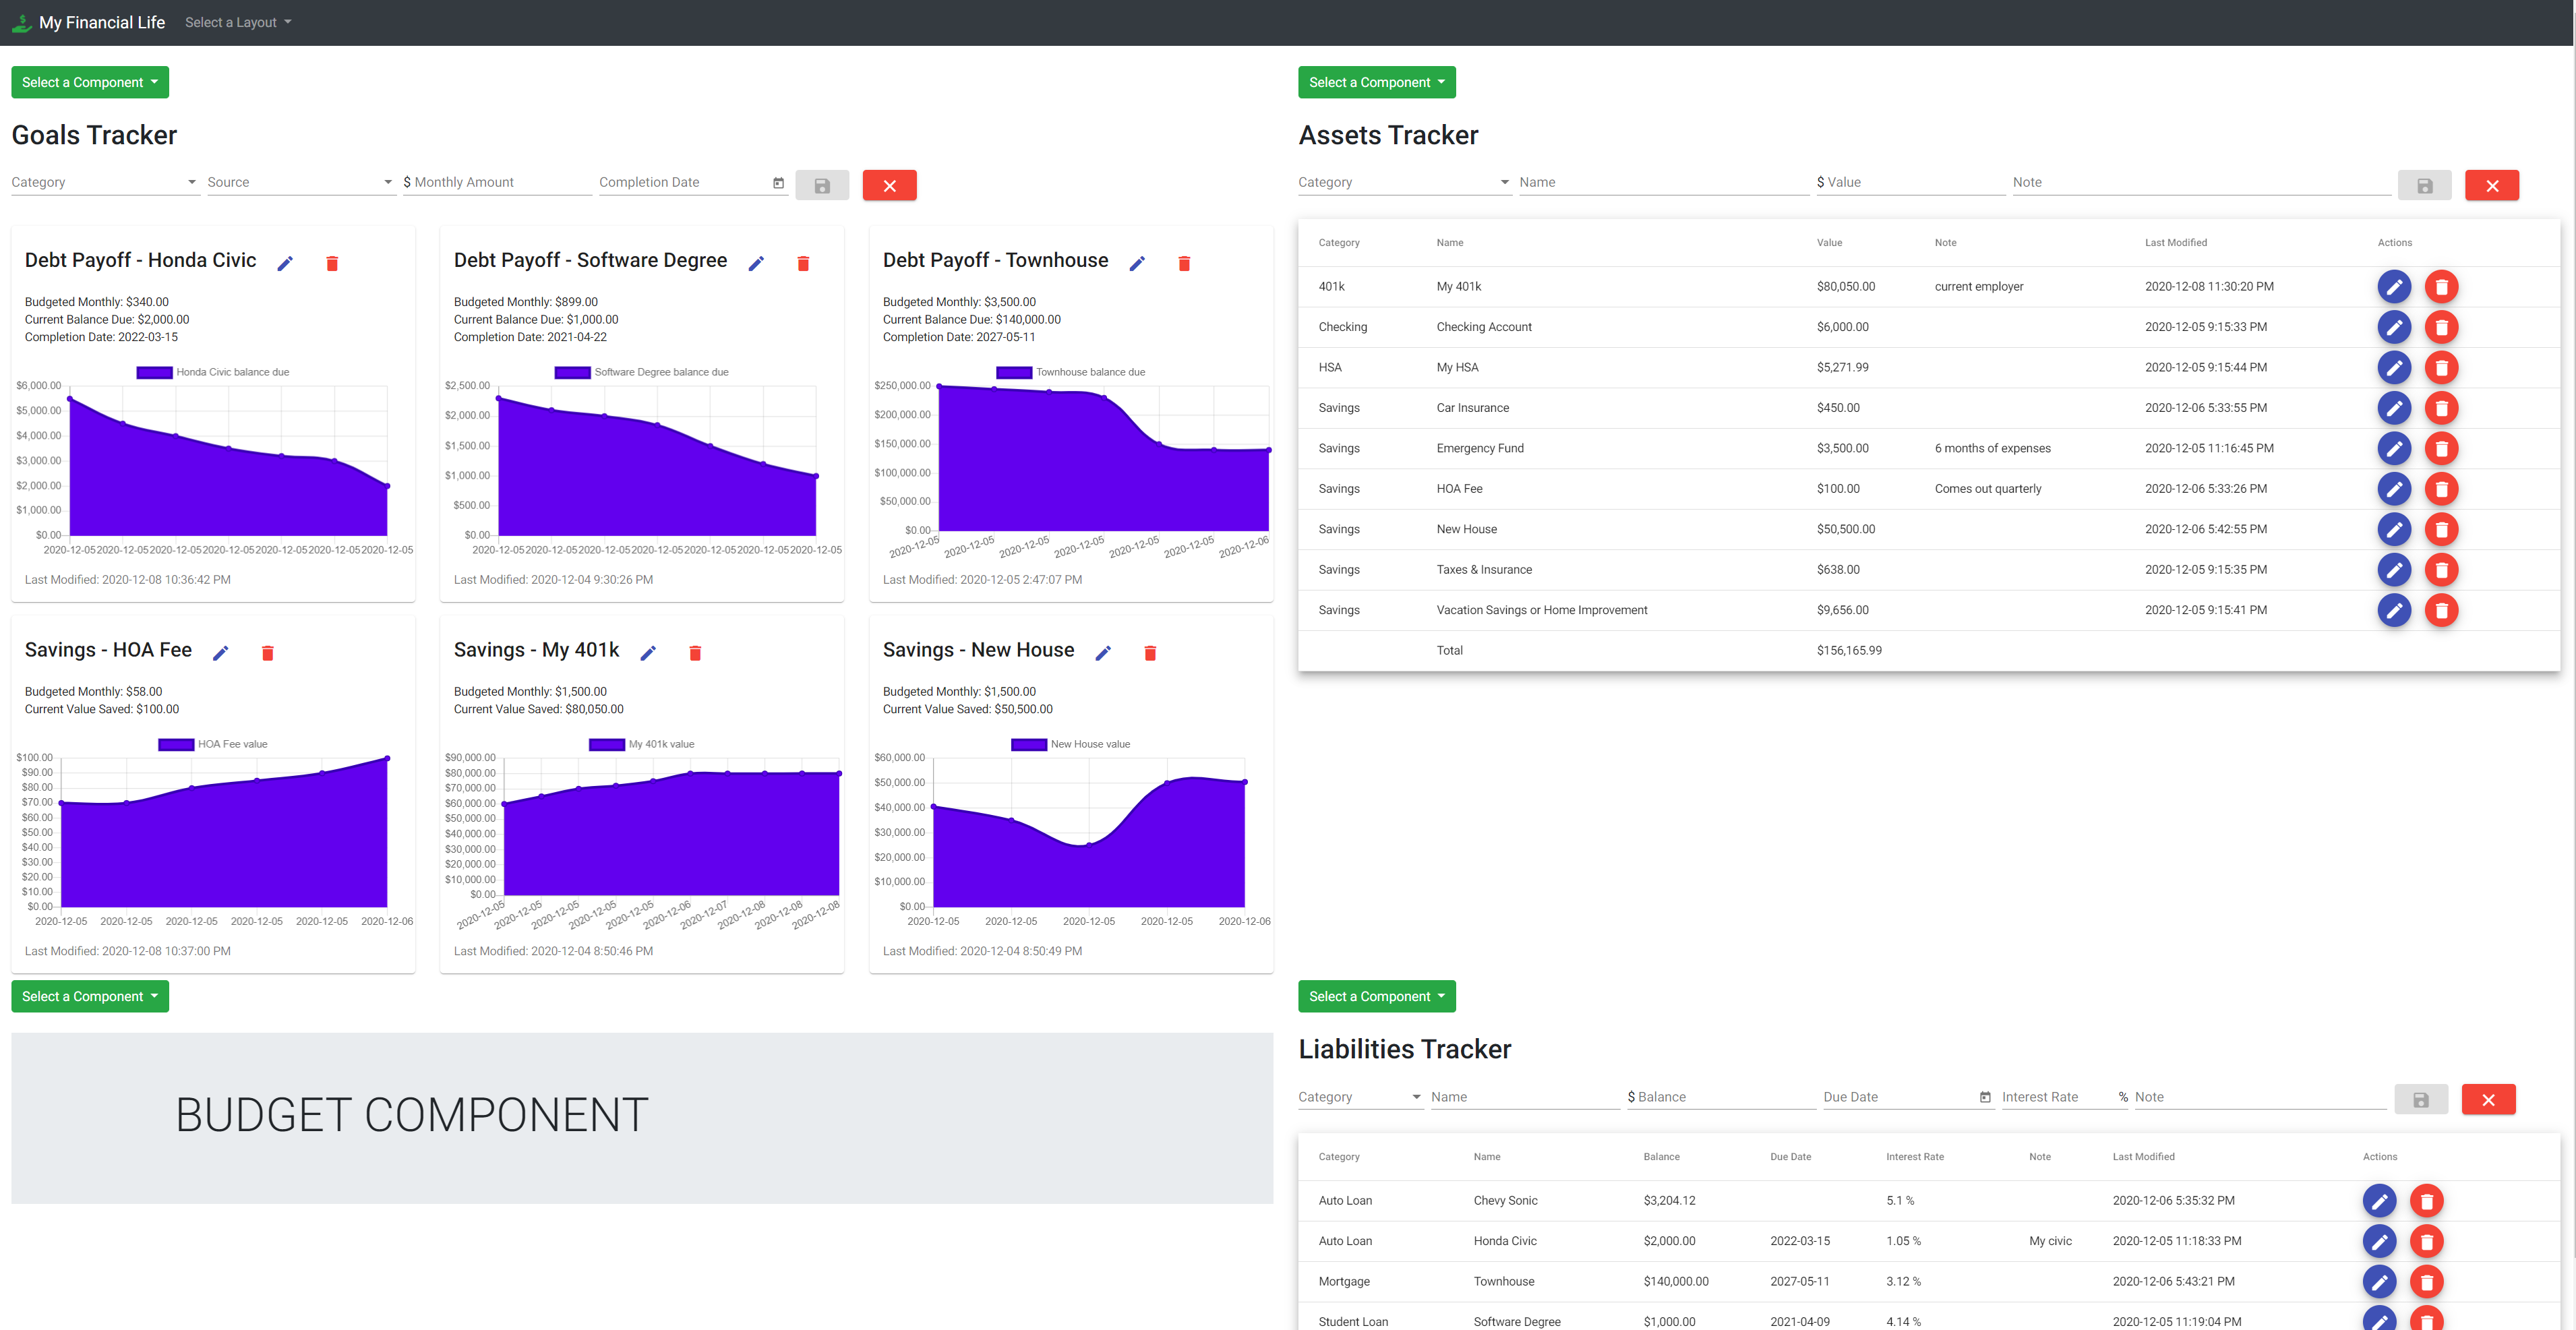 My Financial Life Select a Layout
Select a Component
Goals Tracker
Category Source $ Monthly Amount Completion Date
Debt Payoff - Honda Civic
Budgeted Monthly: $340.00
Current Balance Due: $2,000.00
Completion Date: 2022-03-15
Honda Civic balance due
$6,000.00
$5,000.00
$4,000.00
$3,000.00
$2,000.00
$1,000.00
$0.00
2020-12-05 2020-12-05 2020-12-05 2020-12-05 2020-12-05 2020-12-05 2020-12-05
Last Modified: 2020-12-08 10:36:42 PM
Debt Payoff - Software Degree
Budgeted Monthly: $899.00
Current Balance Due: $1,000.00
Completion Date: 2021-04-22
Software Degree balance due
$2,500.00
$2,000.00
$1,500.00
$1,000.00
$500.00
$0.00
2020-12-05 2020-12-05 2020-12-05 2020-12-05 2020-12-05 2020-12-05 2020-12-05
Last Modified: 2020-12-04 9:30:26 PM
Debt Payoff - Townhouse
Budgeted Monthly: $3,500.00
Current Balance Due: $140,000.00
Completion Date: 2027-05-11
Townhouse balance due
$250,000.00
$200,000.00
$150,000.00
$100,000.00
$50,000.00
$0.00
2020-12-05 2020-12-05 2020-12-05 2020-12-05 2020-12-05 2020-12-05 2020-12-06
Last Modified: 2020-12-05 2:47:07 PM
Savings - HOA Fee
Budgeted Monthly: $58.00
Current Value Saved: $100.00
HOA Fee value
$100.00
$90.00
$80.00
$70.00
$60.00
$50.00
$40.00
$30.00
$20.00
$10.00
$0.00
2020-12-05 2020-12-05 2020-12-05 2020-12-05 2020-12-05 2020-12-06
Last Modified: 2020-12-08 10:37:00 PM
Savings - My 401k
Budgeted Monthly: $1,500.00
Current Value Saved: $80,050.00
My 401k value
$90,000.00
$80,000.00
$70,000.00
$60,000.00
$50,000.00
$40,000.00
$30,000.00
$20,000.00
$10,000.00
$0.00
2020-12-05 2020-12-05 2020-12-05 2020-12-05 2020-12-05 2020-12-06 2020-12-07 2020-12-08 2020-12-08 2020-12-08
Last Modified: 2020-12-04 8:50:46 PM
Savings - New House
Budgeted Monthly: $1,500.00
Current Value Saved: $50,500.00
New House value
$60,000.00
$50,000.00
$40,000.00
$30,000.00
$20,000.00
$10,000.00
$0.00
2020-12-05 2020-12-05 2020-12-05 2020-12-05 2020-12-06
Last Modified: 2020-12-04 8:50:49 PM
Select a Component
Assets Tracker
Category Name $ Value Note
Category Name Value Note Last Modified Actions
401k My 401k $80,050.00 current employer 2020-12-08 11:30:20 PM
Checking Checking Account $6,000.00 2020-12-05 9:15:33 PM
HSA My HSA $5,271.99 2020-12-05 9:15:44 PM
Savings Car Insurance $450.00 2020-12-06 5:33:55 PM
Savings Emergency Fund $3,500.00 6 months of expenses 2020-12-05 11:16:45 PM
Savings HOA Fee $100.00 Comes out quarterly 2020-12-06 5:33:26 PM
Savings New House $50,500.00 2020-12-06 5:42:55 PM
Savings Taxes & Insurance $638.00 2020-12-05 9:15:35 PM
Savings Vacation Savings or Home Improvement $9,656.00 2020-12-05 9:15:41 PM
Total $156,165.99
Select a Component
BUDGET COMPONENT
Select a Component
Liabilities Tracker
Category Name $ Balance Due Date Interest Rate % Note
Category Name Balance Due Date Interest Rate Note Last Modified Actions
Auto Loan Chevy Sonic $3,204.12 5.1 % 2020-12-06 5:35:32 PM
Auto Loan Honda Civic $2,000.00 2022-03-15 1.05 % My civic 2020-12-05 11:18:33 PM
Mortgage Townhouse $140,000.00 2027-05-11 3.12 % 2020-12-06 5:43:21 PM
Student Loan Software Degree $1,000.00 2021-04-09 4.14 % 2020-12-05 11:19:04 PM